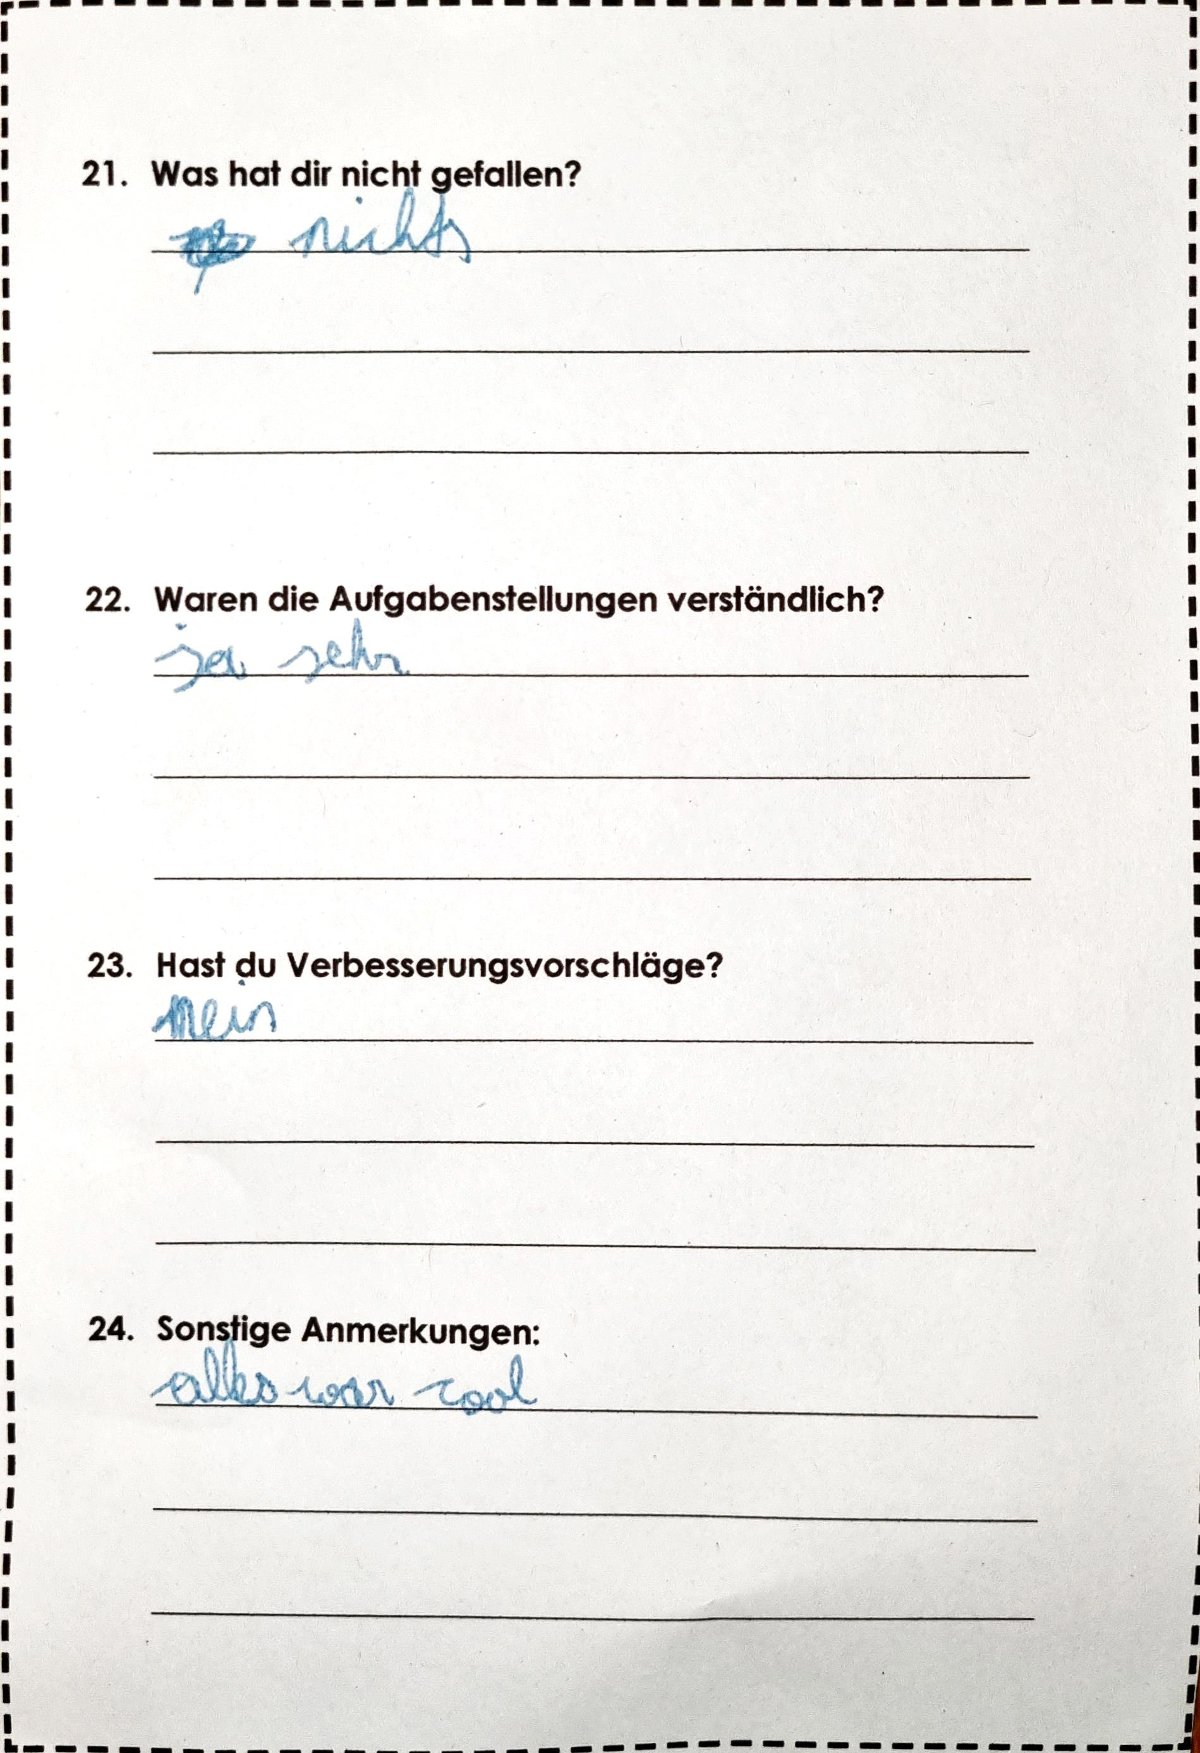 21. Was hat dir nicht gefallen?
nichts
22. Waren die Aufgabenstellungen verständlich?
ja sehr
23. Hast du Verbesserungsvorschläge?
nein
24. Sonstige Anmerkungen:
alles war cool